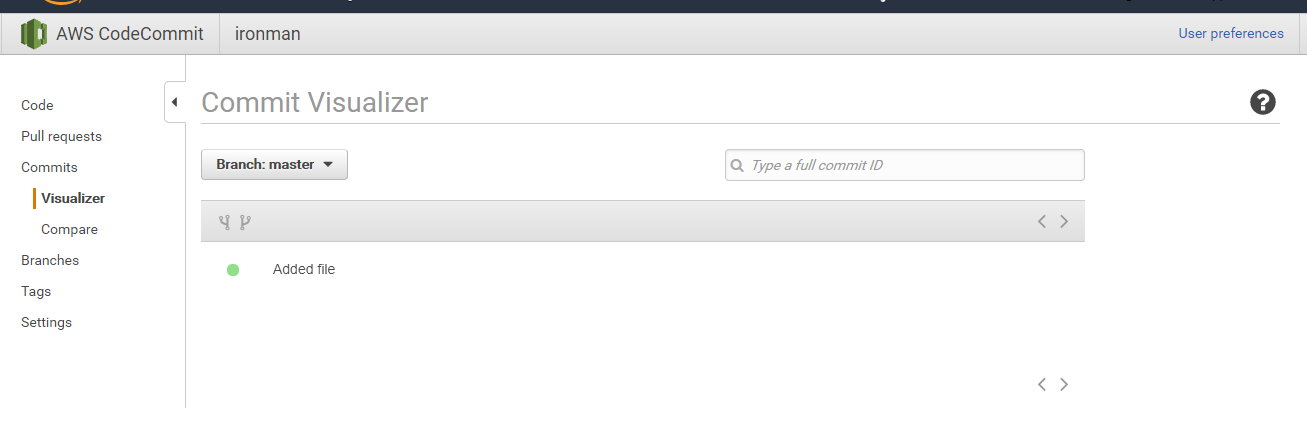 AWS CodeCommit ironman User preferences
Code
Pull requests
Commits
Visualizer
Compare
Branches
Tags
Settings
Commit Visualizer
?
Branch: master
Type a full commit ID
Added file